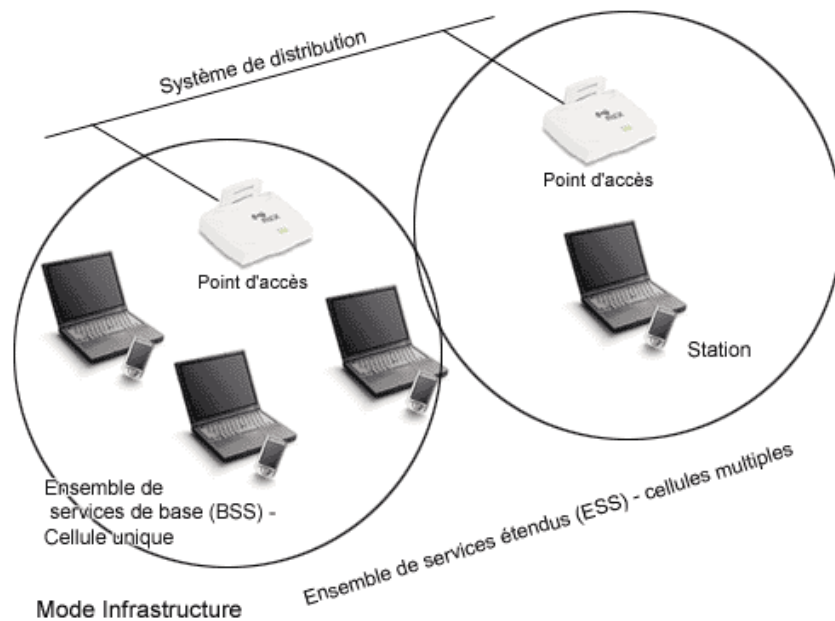 Système de distribution
Point d'accès
Point d'accès
Station
Ensemble de
services de base (BSS) -
Cellule unique
Ensemble de services étendus (ESS) - cellules multiples
Mode Infrastructure